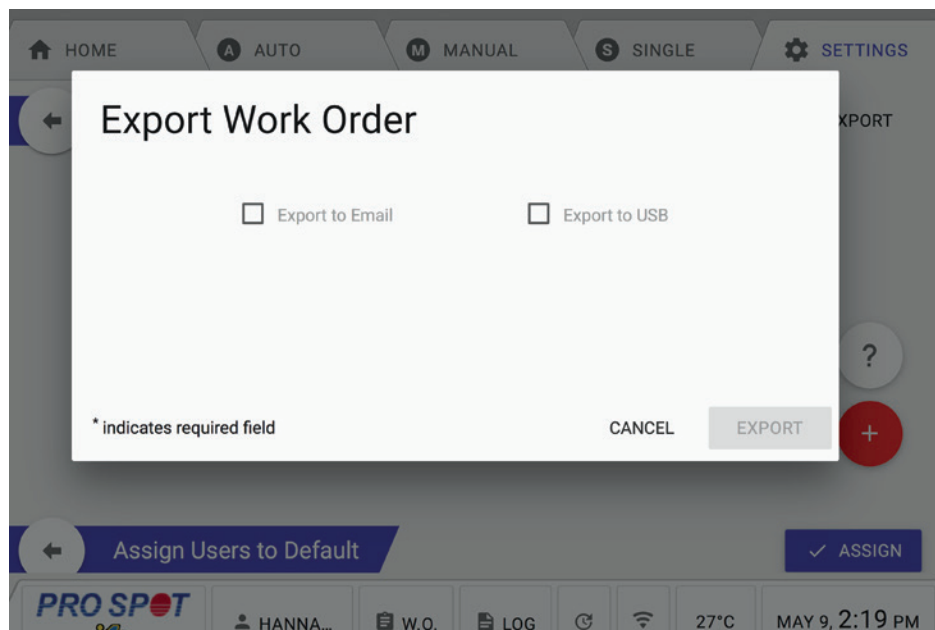 HOME
A AUTO
M MANUAL
S SINGLE
SETTINGS
XPORT
Export Work Order
Export to Email
Export to USB
?
* indicates required field
CANCEL
EXPORT
+
Assign Users to Default
ASSIGN
PRO SPOT
HANNA...
W.O.
LOG
27°C
MAY 9, 2:19 PM